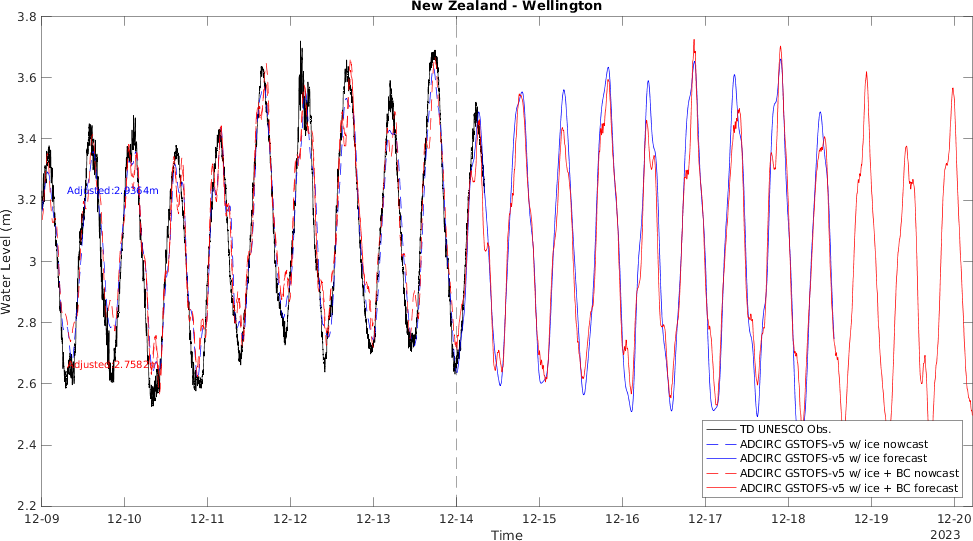 New Zealand - Wellington
3.8
3.6
3.4
3.2
3
2.8
2.6
2.4
2.2
Water Level (m)
Adjusted:2.9364m
Adjusted:2.7582m
TD UNESCO Obs.
ADCIRC GSTOFS-v5 w/ ice nowcast
ADCIRC GSTOFS-v5 w/ ice forecast
ADCIRC GSTOFS-v5 w/ ice + BC nowcast
ADCIRC GSTOFS-v5 w/ ice + BC forecast
12-09 12-10 12-11 12-12 12-13 12-14 12-15 12-16 12-17 12-18 12-19 12-20
Time
2023